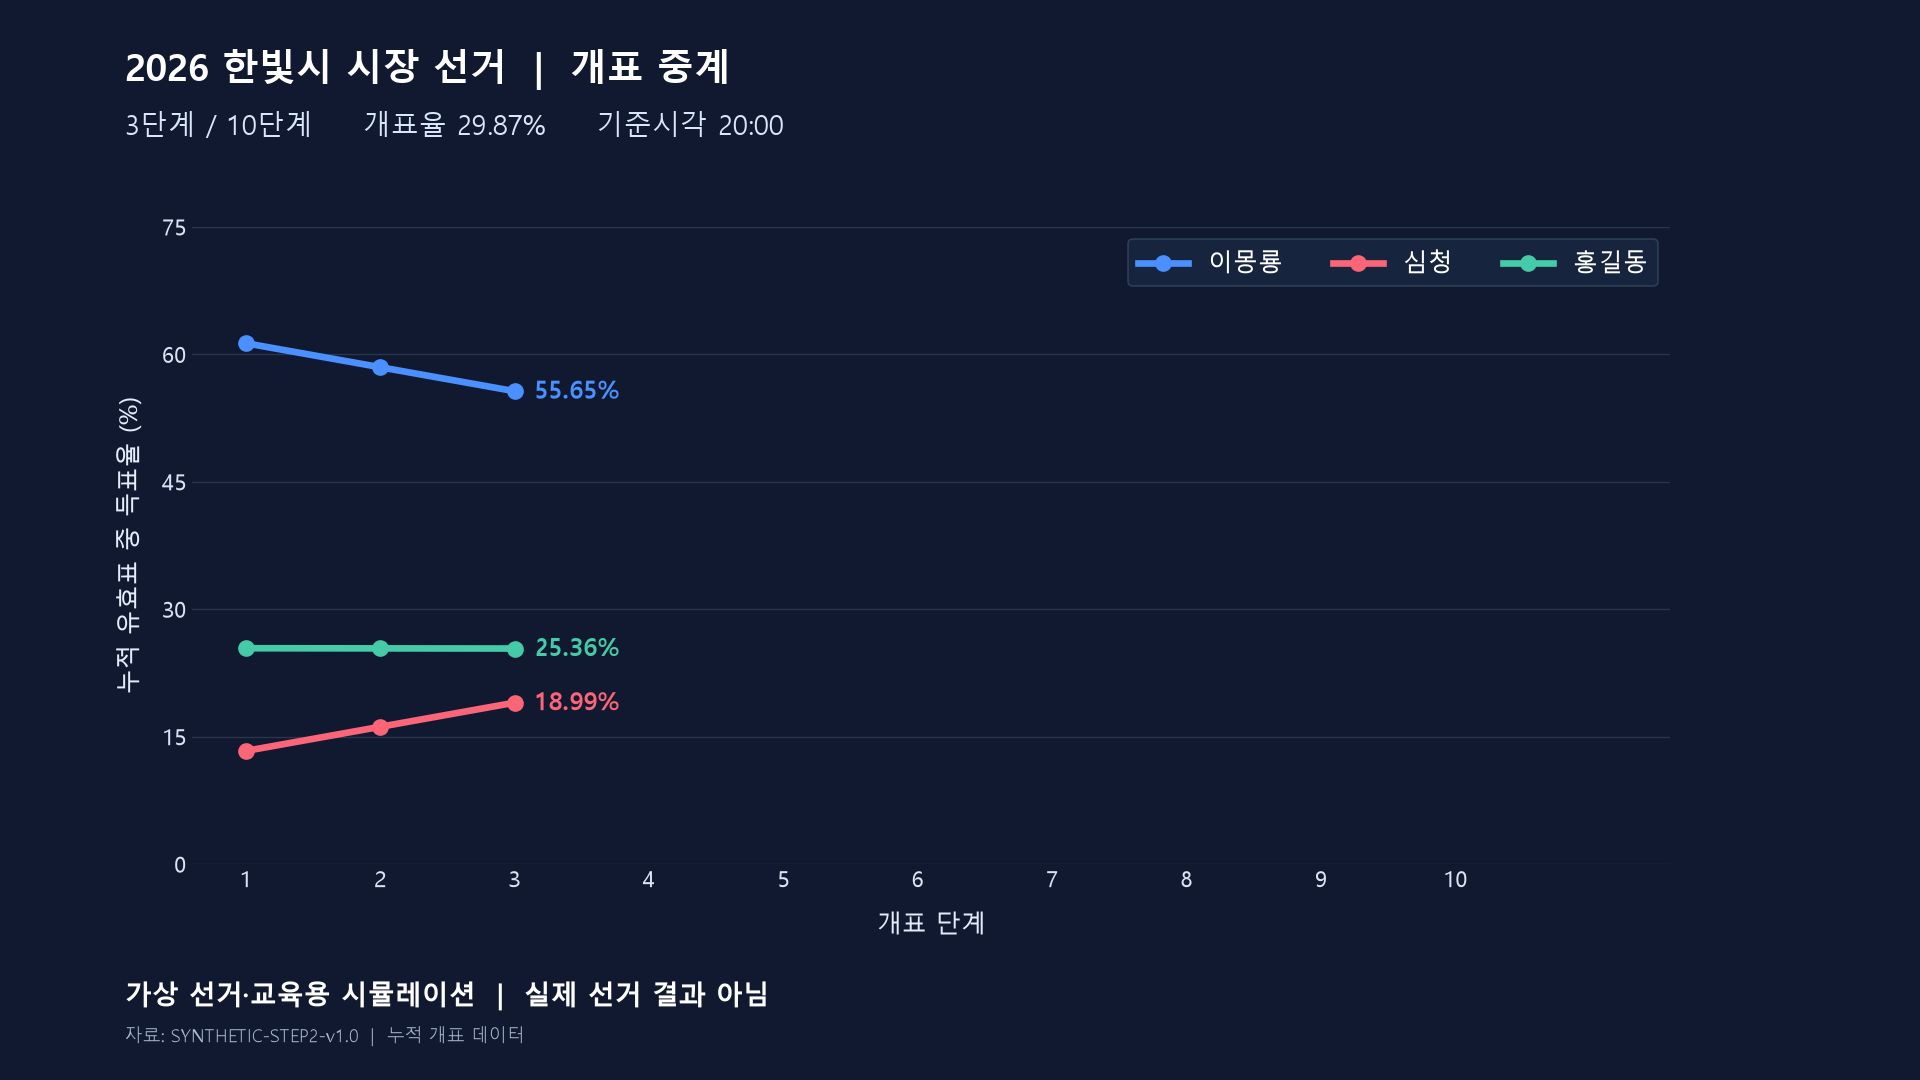 2026 한빛시 시장 선거 | 개표 중계
3단계 / 10단계 개표율 29.87% 기준시각 20:00
75
이몽룡 심청 홍길동
60
55.65%
45
누적 유효표 중 득표율 (%)
30
25.36%
18.99%
15
0
1 2 3 4 5 6 7 8 9 10
개표 단계
가상 선거·교육용 시뮬레이션 | 실제 선거 결과 아님
자료: SYNTHETIC-STEP2-v1.0 | 누적 개표 데이터